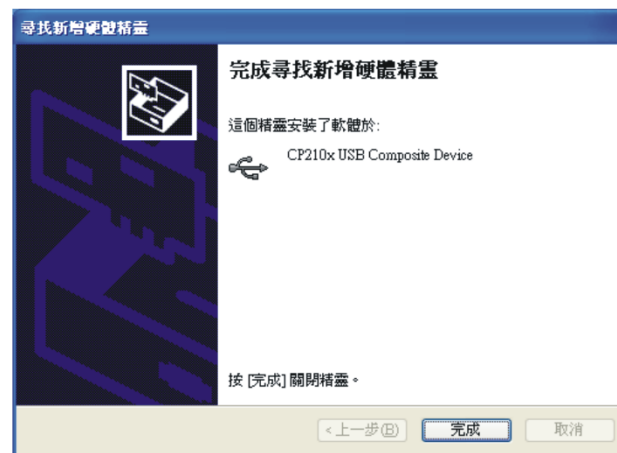 尋找新增硬體精靈
完成尋找新增硬體精靈
這個精靈安裝了軟體於:
CP210x USB Composite Device
按 [完成] 關閉精靈。
<上一步(B)
完成
取消